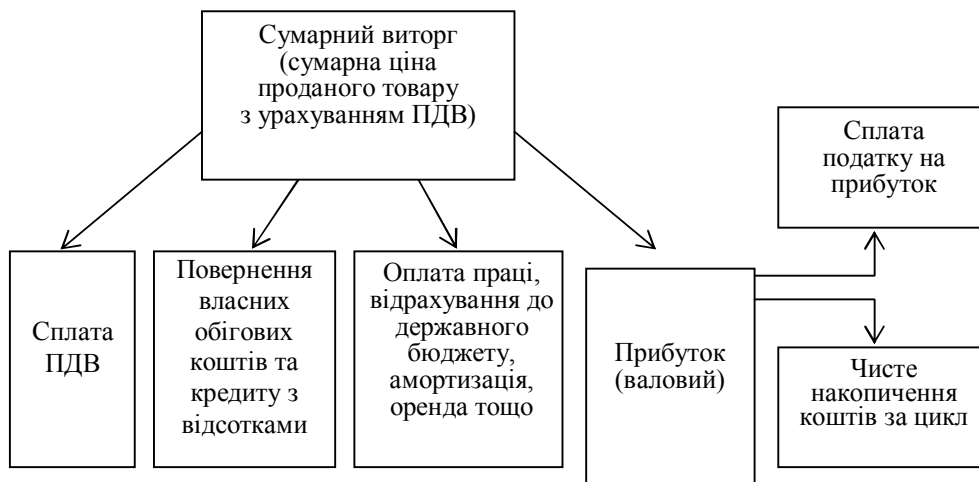 Сумарний виторг
(сумарна ціна
проданого товару
з урахуванням ПДВ)
Сплата
податку на
прибуток
Сплата
ПДВ
Повернення
власних
обігових
коштів та
кредиту з
відсотками
Оплата праці,
відрахування до
державного
бюджету,
амортизація,
оренда тощо
Прибуток
(валовий)
Чисте
накопичення
коштів за цикл